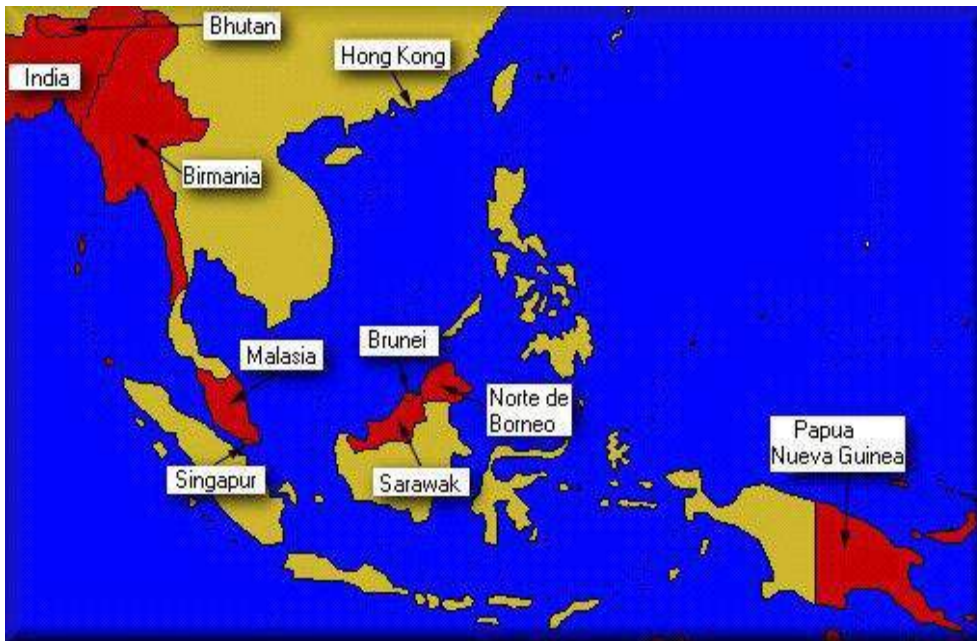 Bhutan
Hong Kong
India
Birmania
Brunei
Malasia
Norte de
Borneo
Papua
Nueva Guinea
Singapur
Sarawak